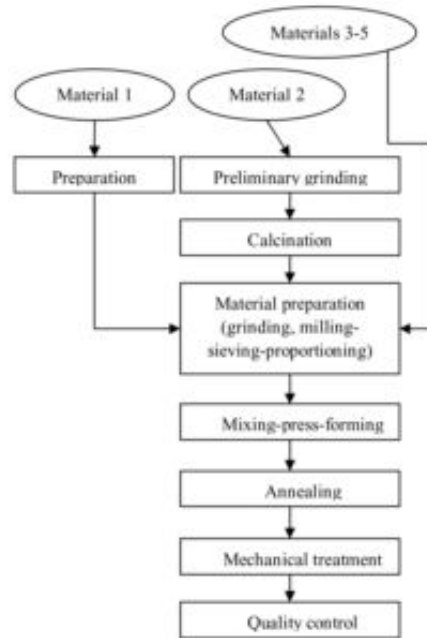 Materials 3-5
Material 1
Material 2
Preparation
Preliminary grinding
Calcination
Material preparation
(grinding, milling-
sieving-proportioning)
Mixing-press-forming
Annealing
Mechanical treatment
Quality control